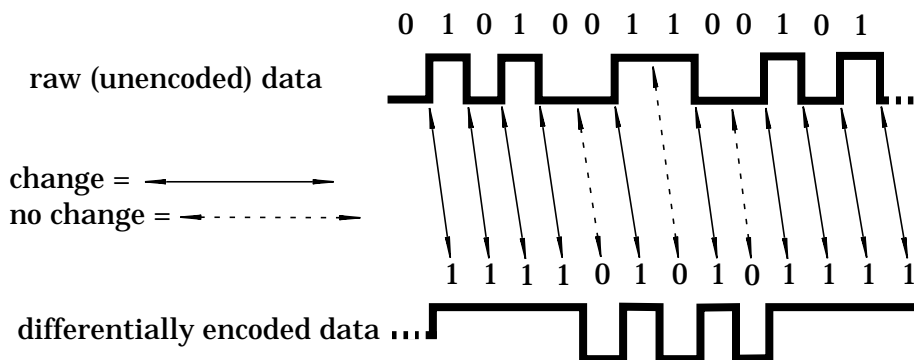 0 1 0 1 0 0 1 1 0 0 1 0 1
raw (unencoded) data
change =
no change =
1 1 1 1 0 1 0 1 0 1 1 1 1
differentially encoded data